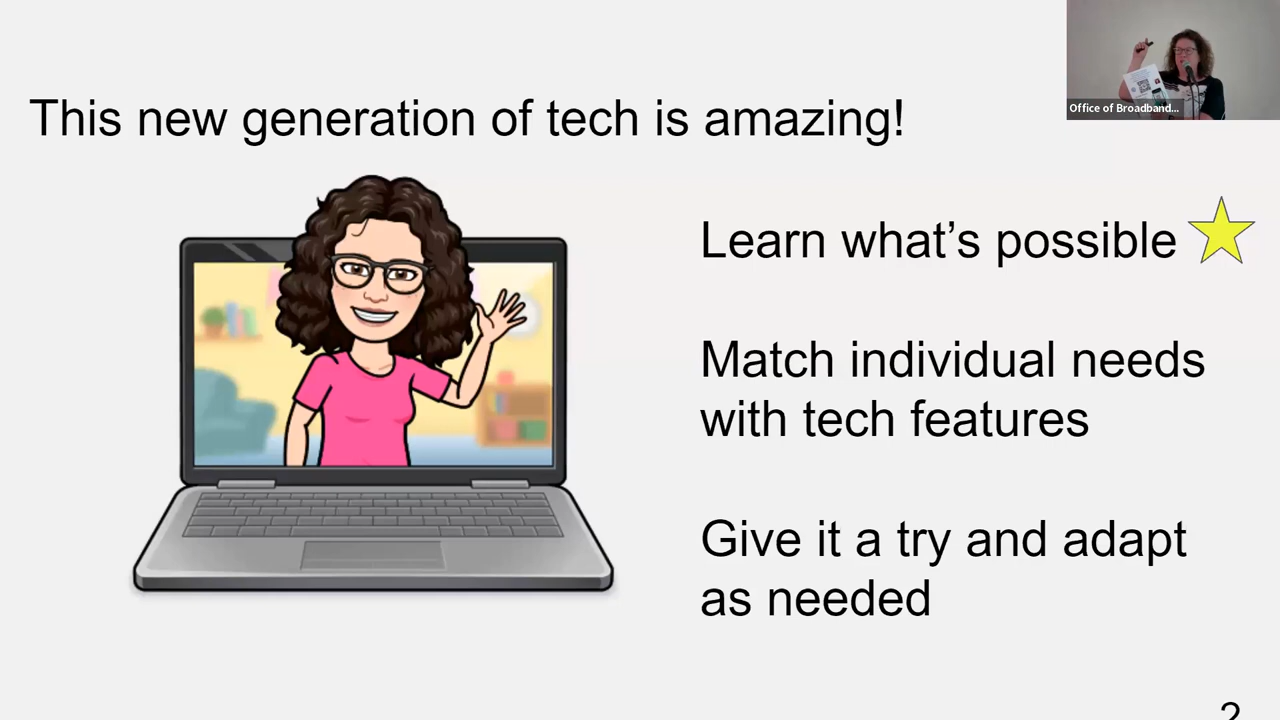 This new generation of tech is amazing!
Office of Broadband...
Learn what's possible
Match individual needs
with tech features
Give it a try and adapt
as needed
2